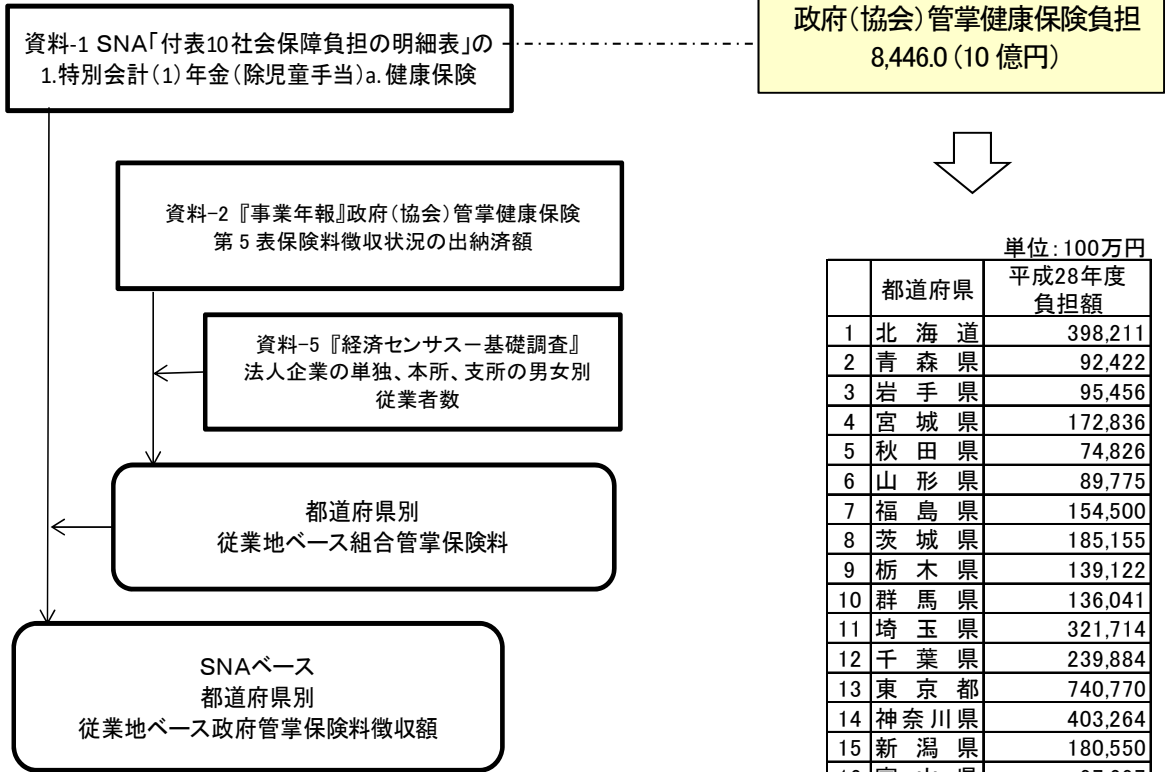 資料-1 SNA「付表10社会保障負担の明細表」の
1.特別会計(1)年金(除児童手当)a.健康保険
政府(協会)管掌健康保険負担
8,446.0(10 億円)
資料-2『事業年報』政府(協会)管掌健康保険
第 5 表保険料徴収状況の出納済額
資料-5『経済センサス-基礎調査』
法人企業の単独、本所、支所の男女別
従業者数
都道府県別
従業地ベース組合管掌保険料
SNAベース
都道府県別
従業地ベース政府管掌保険料徴収額
単位:100万円
都道府県 平成28年度
負担額
1 北海道 398,211
2 青森県 92,422
3 岩手県 95,456
4 宮城県 172,836
5 秋田県 74,826
6 山形県 89,775
7 福島県 154,500
8 茨城県 185,155
9 栃木県 139,122
10 群馬県 136,041
11 埼玉県 321,714
12 千葉県 239,884
13 東京都 740,770
14 神奈川県 403,264
15 新潟県 180,550